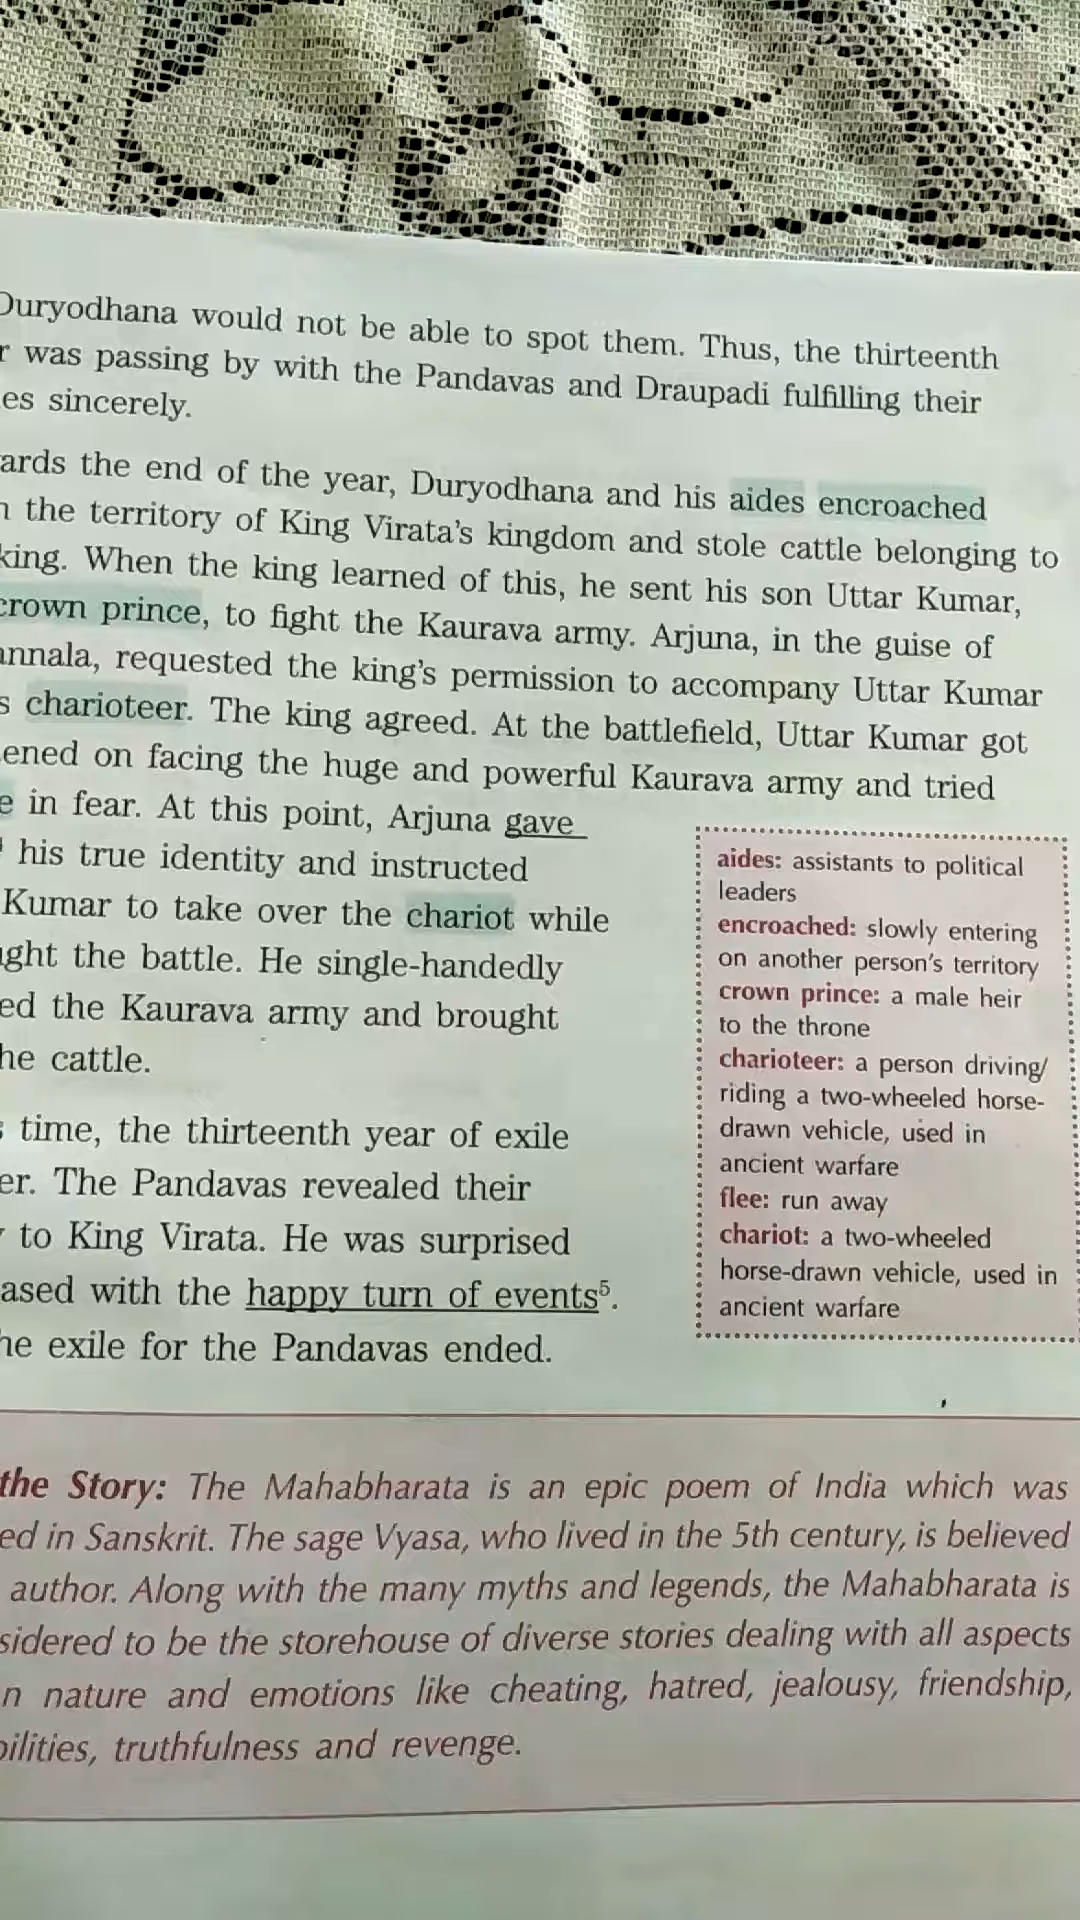 Duryodhana would not be able to spot them. Thus, the thirteenth
r was passing by with the Pandavas and Draupadi fulfilling their
es sincerely.
ards the end of the year, Duryodhana and his aides encroached
n the territory of King Virata's kingdom and stole cattle belonging to
king. When the king learned of this, he sent his son Uttar Kumar,
crown prince, to fight the Kaurava army. Arjuna, in the guise of
annala, requested the king's permission to accompany Uttar Kumar
s charioteer. The king agreed. At the battlefield, Uttar Kumar got
ened on facing the huge and powerful Kaurava army and tried
e in fear. At this point, Arjuna gave
his true identity and instructed
Kumar to take over the chariot while
ght the battle. He single-handedly
ed the Kaurava army and brought
he cattle.
s time, the thirteenth year of exile
er. The Pandavas revealed their
y to King Virata. He was surprised
ased with the happy turn of events⁵.
he exile for the Pandavas ended.
aides: assistants to political
leaders
encroached: slowly entering
on another person's territory
crown prince: a male heir
to the throne
charioteer: a person driving/
riding a two-wheeled horse-
drawn vehicle, used in
ancient warfare
flee: run away
chariot: a two-wheeled
horse-drawn vehicle, used in
ancient warfare
the Story: The Mahabharata is an epic poem of India which was
ed in Sanskrit. The sage Vyasa, who lived in the 5th century, is believed
author. Along with the many myths and legends, the Mahabharata is
sidered to be the storehouse of diverse stories dealing with all aspects
n nature and emotions like cheating, hatred, jealousy, friendship,
bilities, truthfulness and revenge.